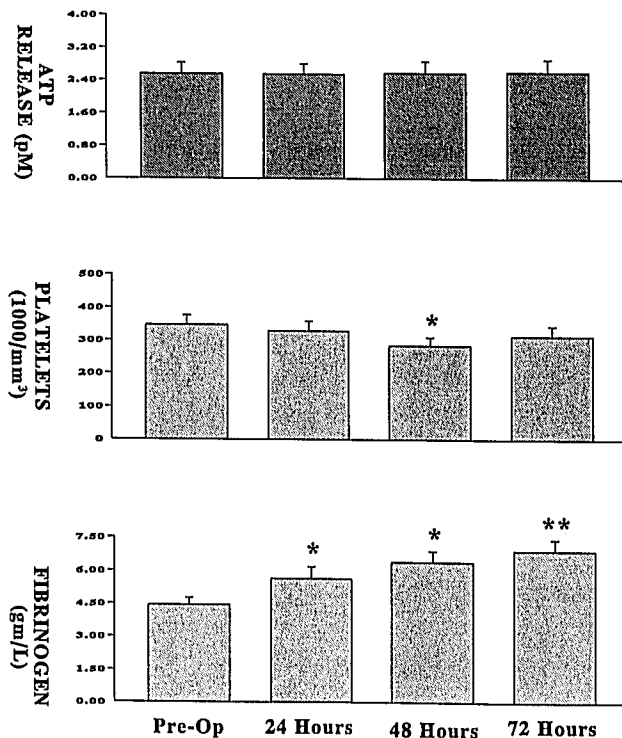 ATP
RELEASE (pM)
4.00
3.20
2.40
1.60
0.80
0.00
PLATELETS
(1000/mm³)
500
400
300
200
100
0
*
FIBRINOGEN
(gm/L)
7.50
6.00
4.50
3.00
1.50
0.00
* * **
Pre-Op 24 Hours 48 Hours 72 Hours